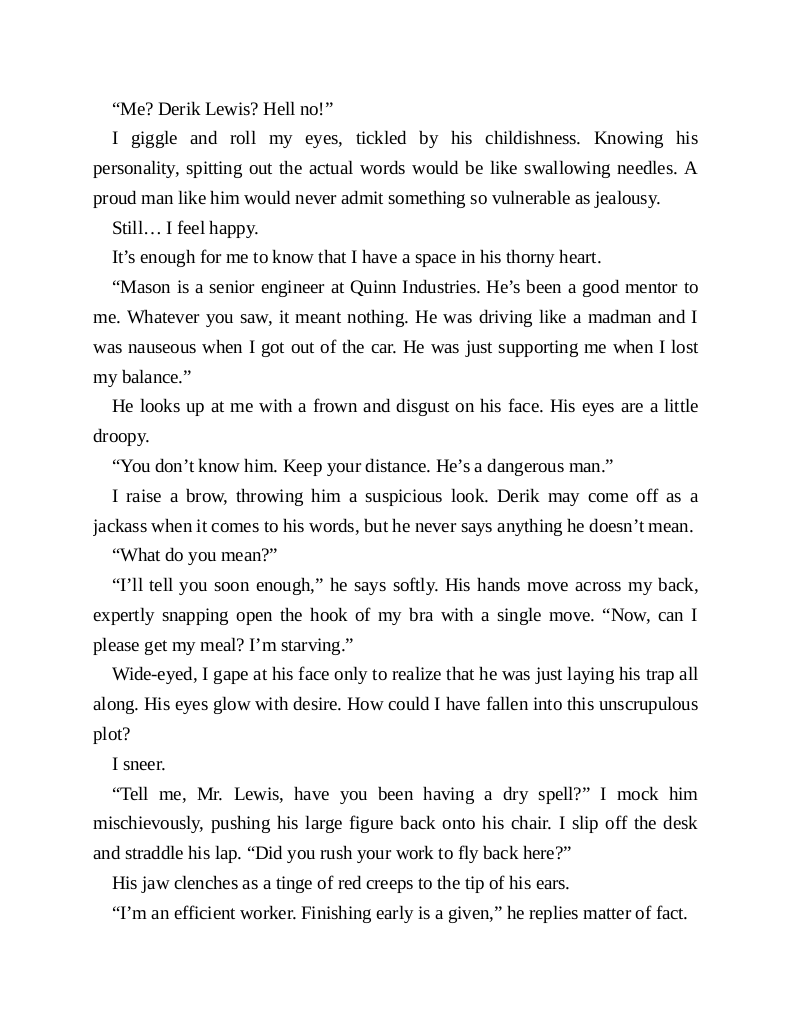 “Me? Derik Lewis? Hell no!”
I giggle and roll my eyes, tickled by his childishness. Knowing his
personality, spitting out the actual words would be like swallowing needles. A
proud man like him would never admit something so vulnerable as jealousy.
Still… I feel happy.
It’s enough for me to know that I have a space in his thorny heart.
“Mason is a senior engineer at Quinn Industries. He’s been a good mentor to
me. Whatever you saw, it meant nothing. He was driving like a madman and I
was nauseous when I got out of the car. He was just supporting me when I lost
my balance.”
He looks up at me with a frown and disgust on his face. His eyes are a little
droopy.
“You don’t know him. Keep your distance. He’s a dangerous man.”
I raise a brow, throwing him a suspicious look. Derik may come off as a
jackass when it comes to his words, but he never says anything he doesn’t mean.
“What do you mean?”
“I’ll tell you soon enough,” he says softly. His hands move across my back,
expertly snapping open the hook of my bra with a single move. “Now, can I
please get my meal? I’m starving.”
Wide-eyed, I gape at his face only to realize that he was just laying his trap all
along. His eyes glow with desire. How could I have fallen into this unscrupulous
plot?
I sneer.
“Tell me, Mr. Lewis, have you been having a dry spell?” I mock him
mischievously, pushing his large figure back onto his chair. I slip off the desk
and straddle his lap. “Did you rush your work to fly back here?”
His jaw clenches as a tinge of red creeps to the tip of his ears.
“I’m an efficient worker. Finishing early is a given,” he replies matter of fact.